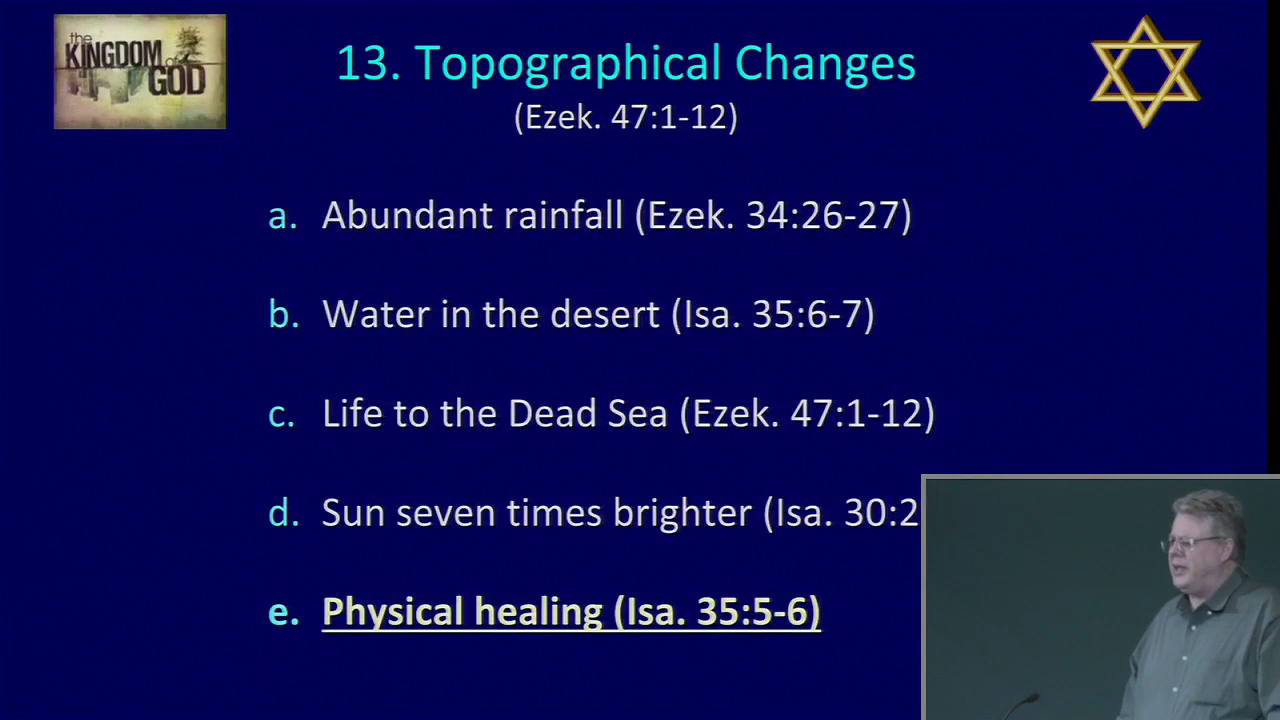 the
KINGDOM
of
GOD
13. Topographical Changes
(Ezek. 47:1-12)
a. Abundant rainfall (Ezek. 34:26-27)
b. Water in the desert (Isa. 35:6-7)
c. Life to the Dead Sea (Ezek. 47:1-12)
d. Sun seven times brighter (Isa. 30:2
e. Physical healing (Isa. 35:5-6)